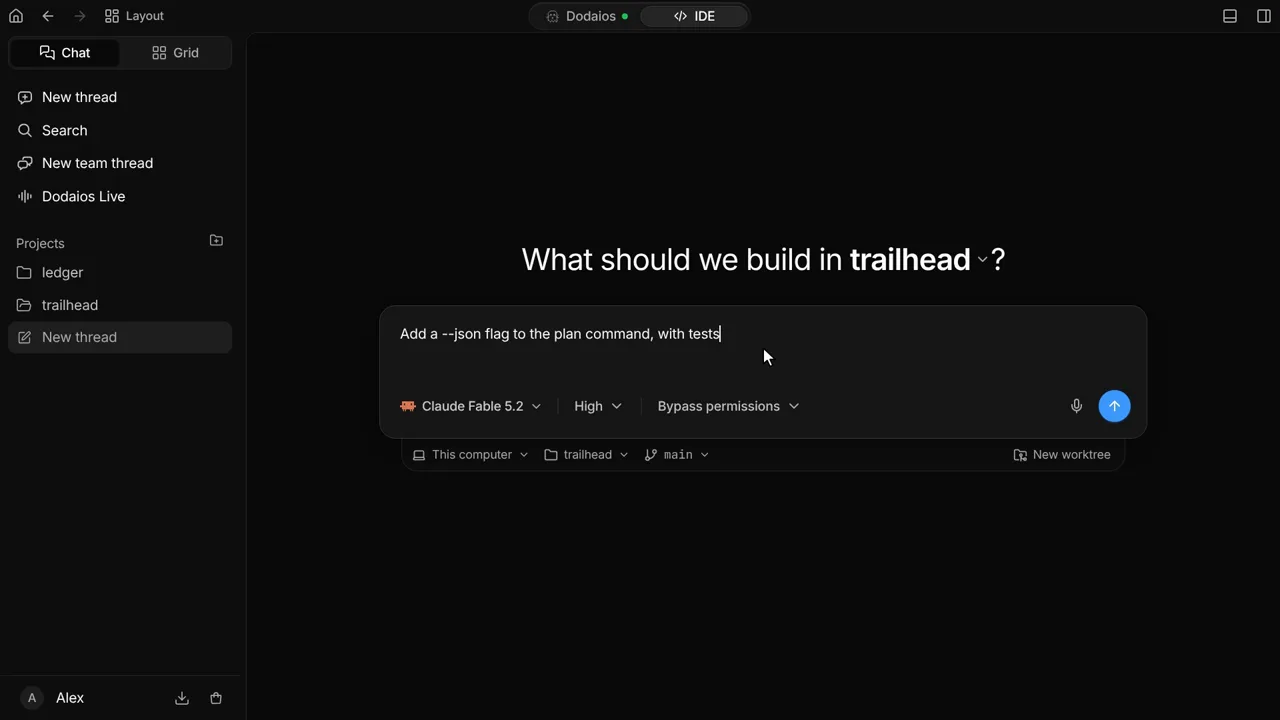 Layout
Dodaios
IDE
Chat
Grid
New thread
Search
New team thread
Dodaios Live
Projects
ledger
trailhead
New thread
What should we build in trailhead ?
Add a --json flag to the plan command, with tests
Claude Fable 5.2
High
Bypass permissions
This computer
trailhead
main
New worktree
A
Alex